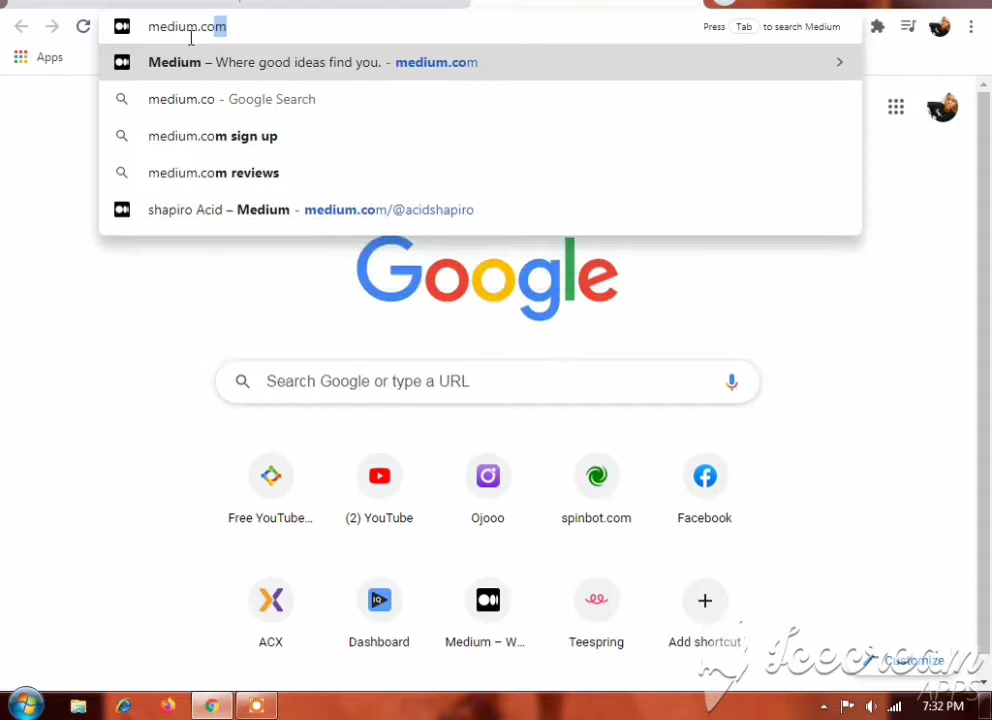 medium.com
Press Tab to search Medium
Medium – Where good ideas find you. - medium.com
medium.co - Google Search
medium.com sign up
medium.com reviews
shapiro Acid – Medium - medium.com/@acidshapiro
Apps
Google
Search Google or type a URL
Free YouTube...
(2) YouTube
Ojooo
spinbot.com
Facebook
ACX
Dashboard
Medium – W...
Teespring
Add shortcut
Customize
Icecream
APPS
7:32 PM